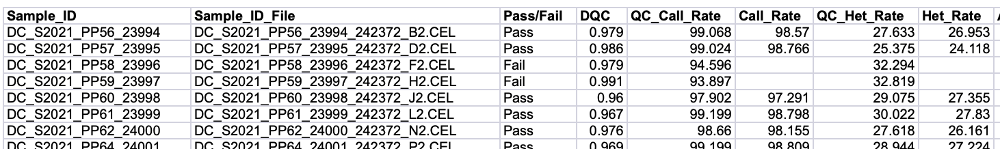 Sample_ID Sample_ID_File Pass/Fail DQC QC_Call_Rate Call_Rate QC_Het_Rate Het_Rate
DC_S2021_PP56_23994 DC_S2021_PP56_23994_242372_B2.CEL Pass 0.979 99.068 98.57 27.633 26.953
DC_S2021_PP57_23995 DC_S2021_PP57_23995_242372_D2.CEL Pass 0.986 99.024 98.766 25.375 24.118
DC_S2021_PP58_23996 DC_S2021_PP58_23996_242372_F2.CEL Fail 0.979 94.596 32.294
DC_S2021_PP59_23997 DC_S2021_PP59_23997_242372_H2.CEL Fail 0.991 93.897 32.819
DC_S2021_PP60_23998 DC_S2021_PP60_23998_242372_J2.CEL Pass 0.96 97.902 97.291 29.075 27.355
DC_S2021_PP61_23999 DC_S2021_PP61_23999_242372_L2.CEL Pass 0.967 99.199 98.798 30.022 27.83
DC_S2021_PP62_24000 DC_S2021_PP62_24000_242372_N2.CEL Pass 0.976 98.66 98.155 27.618 26.161
DC_S2021_PP64_24001 DC_S2021_PP64_24001_242372_P2.CEL Pass 0.969 99.199 98.809 28.944 27.224